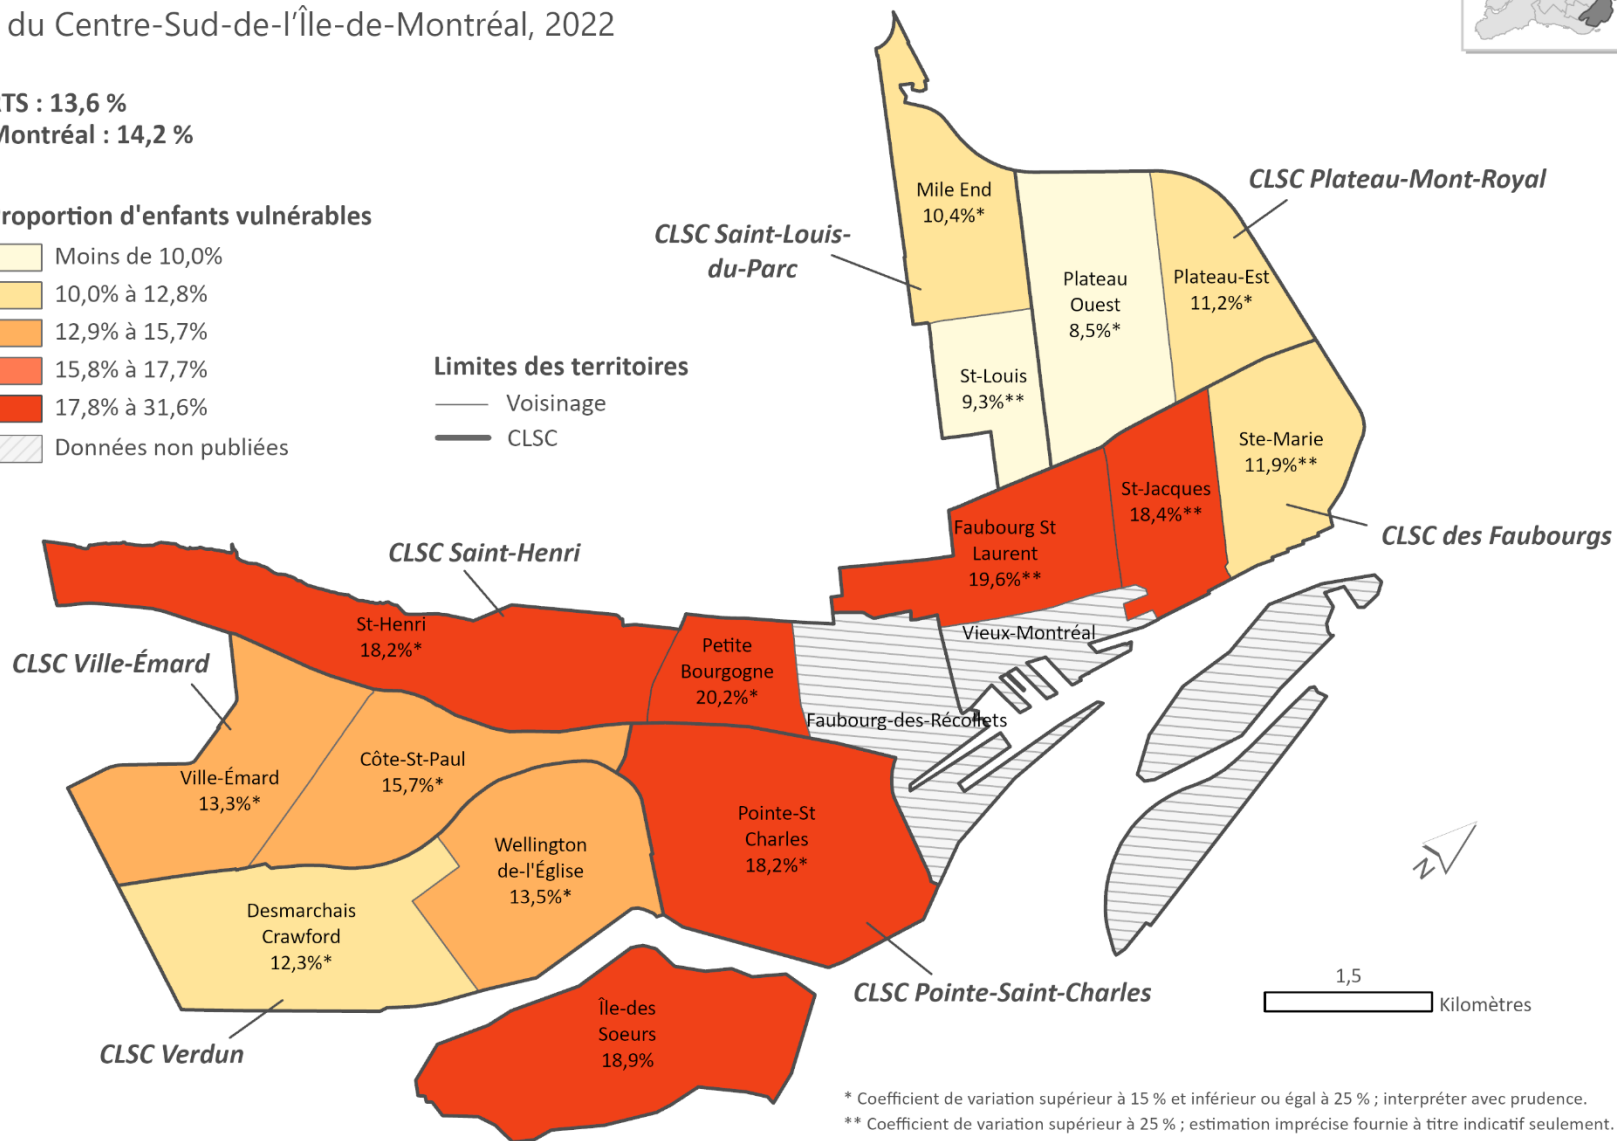 du Centre-Sud-de-l'Île-de-Montréal, 2022
TS : 13,6 %
Montréal : 14,2 %
roportion d'enfants vulnérables
Moins de 10,0%
10,0% à 12,8%
12,9% à 15,7%
15,8% à 17,7%
17,8% à 31,6%
Données non publiées
Limites des territoires
Voisinage
CLSC
CLSC Saint-Louis-
du-Parc
CLSC Plateau-Mont-Royal
Mile End
10,4%*
Plateau
Ouest
8,5%*
Plateau-Est
11,2%*
St-Louis
9,3%**
Ste-Marie
11,9%**
St-Jacques
18,4%**
Faubourg St
Laurent
19,6%**
CLSC des Faubourgs
CLSC Saint-Henri
St-Henri
18,2%*
Petite
Bourgogne
20,2%*
Vieux-Montréal
Faubourg-des-Récollets
CLSC Ville-Émard
Ville-Émard
13,3%*
Côte-St-Paul
15,7%*
Wellington
de-l'Église
13,5%*
Pointe-St
Charles
18,2%*
Desmarchais
Crawford
12,3%*
Île-des
Soeurs
18,9%
CLSC Verdun
CLSC Pointe-Saint-Charles
N
1,5
Kilomètres
* Coefficient de variation supérieur à 15 % et inférieur ou égal à 25 % ; interpréter avec prudence.
** Coefficient de variation supérieur à 25 % ; estimation imprécise fournie à titre indicatif seulement.